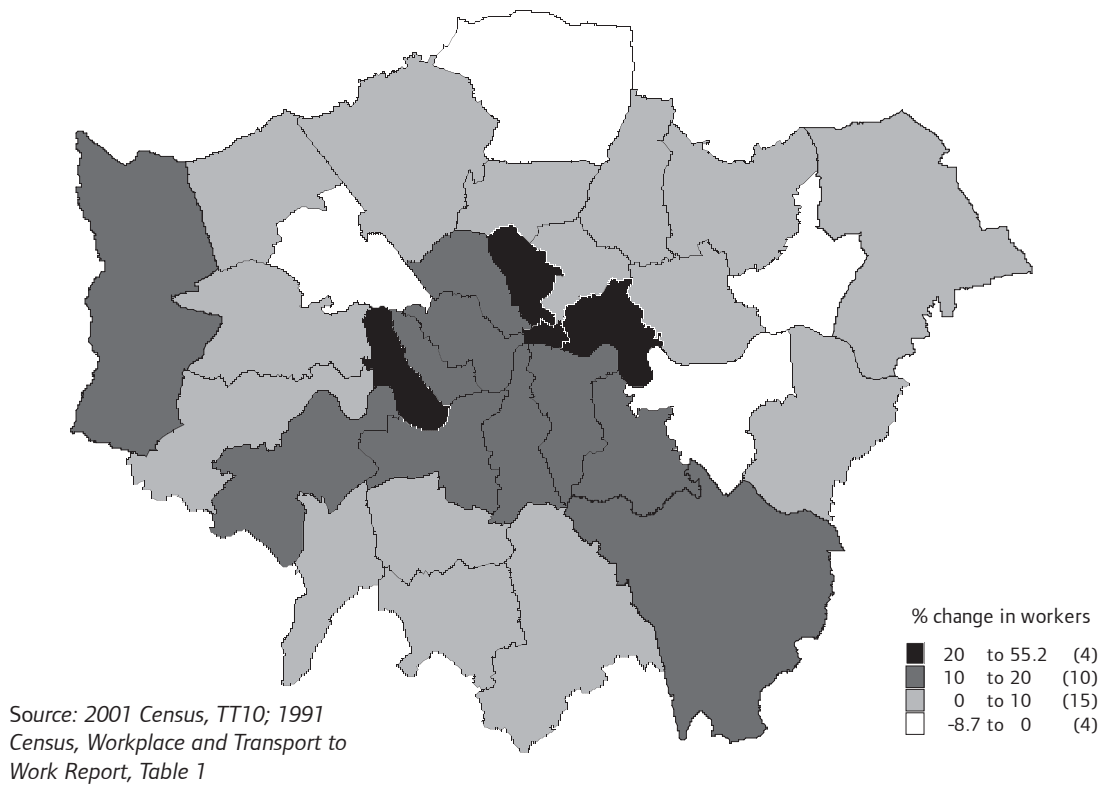 % change in workers
20 to 55.2 (4)
10 to 20 (10)
0 to 10 (15)
-8.7 to 0 (4)
Source: 2001 Census, TT10; 1991
Census, Workplace and Transport to
Work Report, Table 1